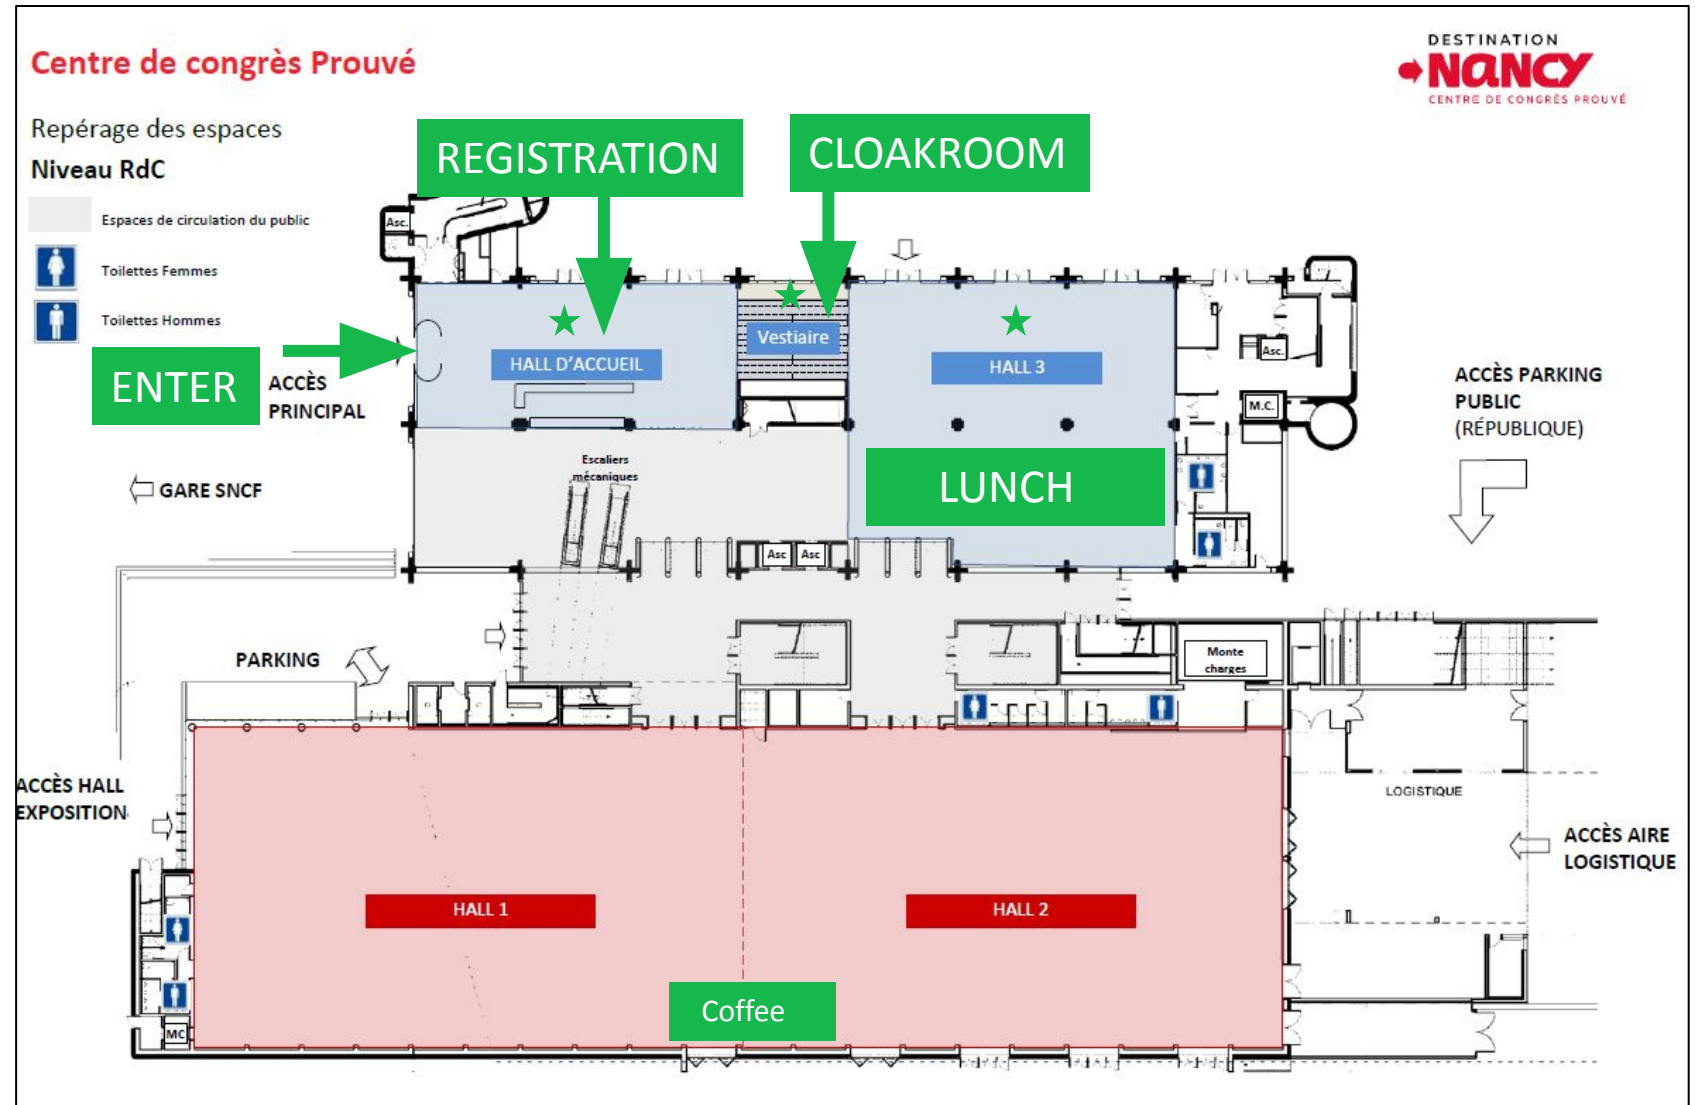 Centre de congrès Prouvé
DESTINATION
NANCY
CENTRE DE CONGRÈS PROUVÉ
Repérage des espaces
Niveau RdC
Espaces de circulation du public
Toilettes Femmes
Toilettes Hommes
REGISTRATION
CLOAKROOM
Asc.
ENTER
ACCÈS
PRINCIPAL
HALL D'ACCUEIL
Vestiaire
HALL 3
Asc.
M.C.
ACCÈS PARKING
PUBLIC
(RÉPUBLIQUE)
GARE SNCF
Escaliers
mécaniques
LUNCH
Asc
Asc
PARKING
Monte
charges
ACCÈS HALL
EXPOSITION
LOGISTIQUE
ACCÈS AIRE
LOGISTIQUE
HALL 1
HALL 2
Coffee
MC